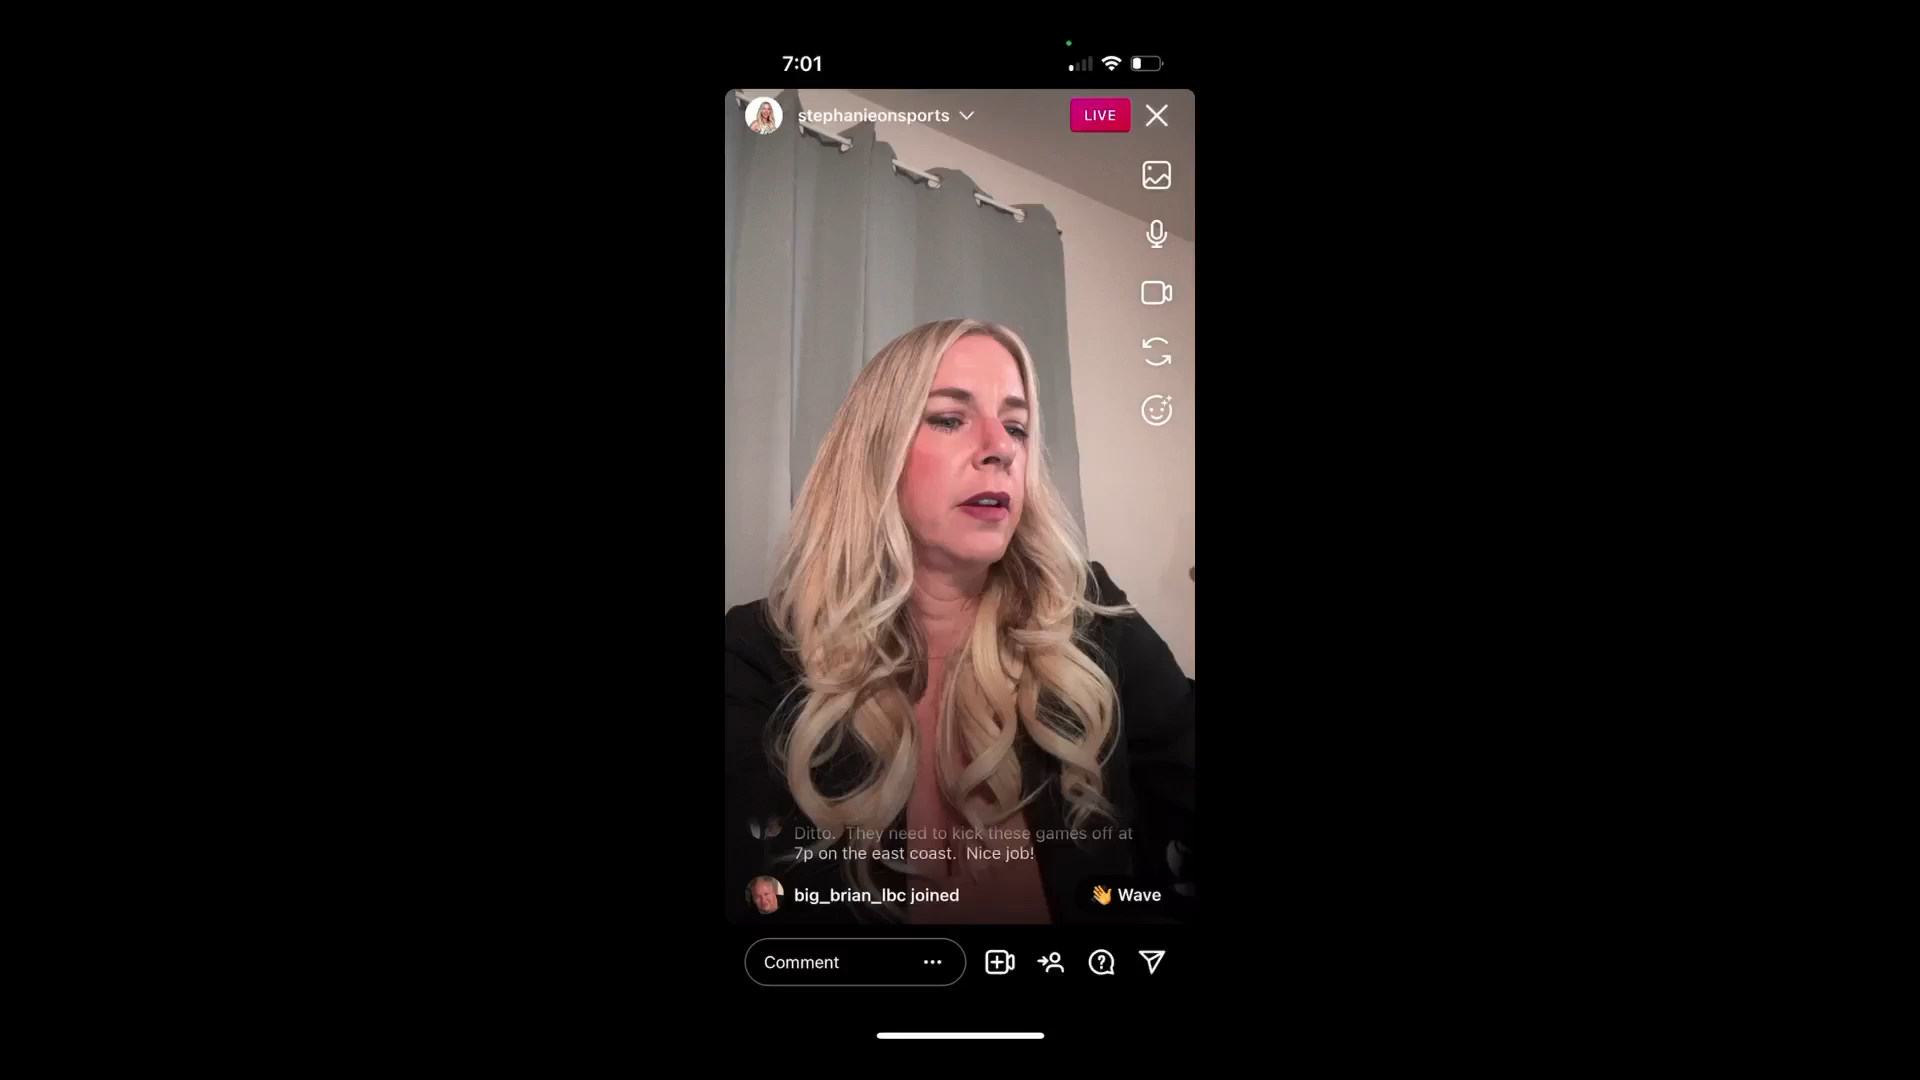 7:01
stephanieonsports
LIVE
Ditto. They need to kick these games off at
7p on the east coast. Nice job!
big_brian_lbc joined
👋 Wave
Comment